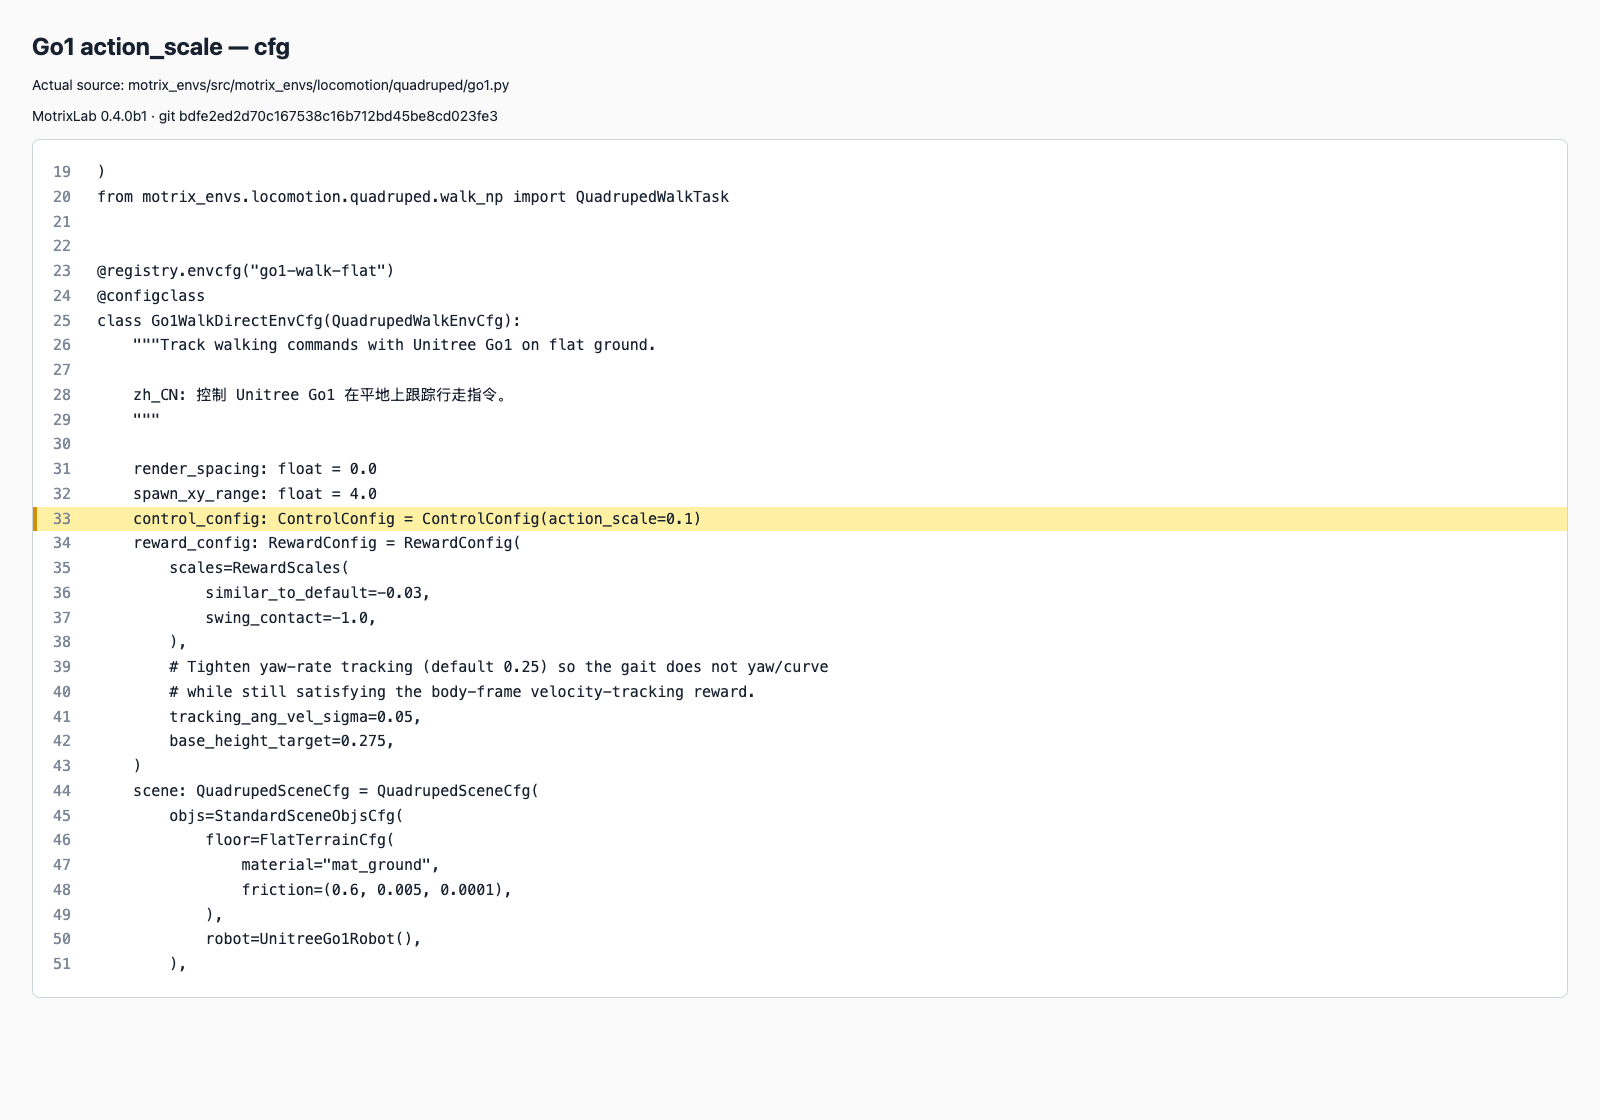 Go1 action_scale — cfg
Actual source: motrix_envs/src/motrix_envs/locomotion/quadruped/go1.py
MotrixLab 0.4.0b1 · git bdfe2ed2d70c167538c16b712bd45be8cd023fe3
19 )
20 from motrix_envs.locomotion.quadruped.walk_np import QuadrupedWalkTask
21
22
23 @registry.envcfg("go1-walk-flat")
24 @configclass
25 class Go1WalkDirectEnvCfg(QuadrupedWalkEnvCfg):
26     """Track walking commands with Unitree Go1 on flat ground.
27
28     zh_CN: 控制 Unitree Go1 在平地上跟踪行走指令。
29     """
30
31     render_spacing: float = 0.0
32     spawn_xy_range: float = 4.0
33     control_config: ControlConfig = ControlConfig(action_scale=0.1)
34     reward_config: RewardConfig = RewardConfig(
35         scales=RewardScales(
36             similar_to_default=-0.03,
37             swing_contact=-1.0,
38         ),
39         # Tighten yaw-rate tracking (default 0.25) so the gait does not yaw/curve
40         # while still satisfying the body-frame velocity-tracking reward.
41         tracking_ang_vel_sigma=0.05,
42         base_height_target=0.275,
43     )
44     scene: QuadrupedSceneCfg = QuadrupedSceneCfg(
45         objs=StandardSceneObjsCfg(
46             floor=FlatTerrainCfg(
47                 material="mat_ground",
48                 friction=(0.6, 0.005, 0.0001),
49             ),
50             robot=UnitreeGo1Robot(),
51         ),